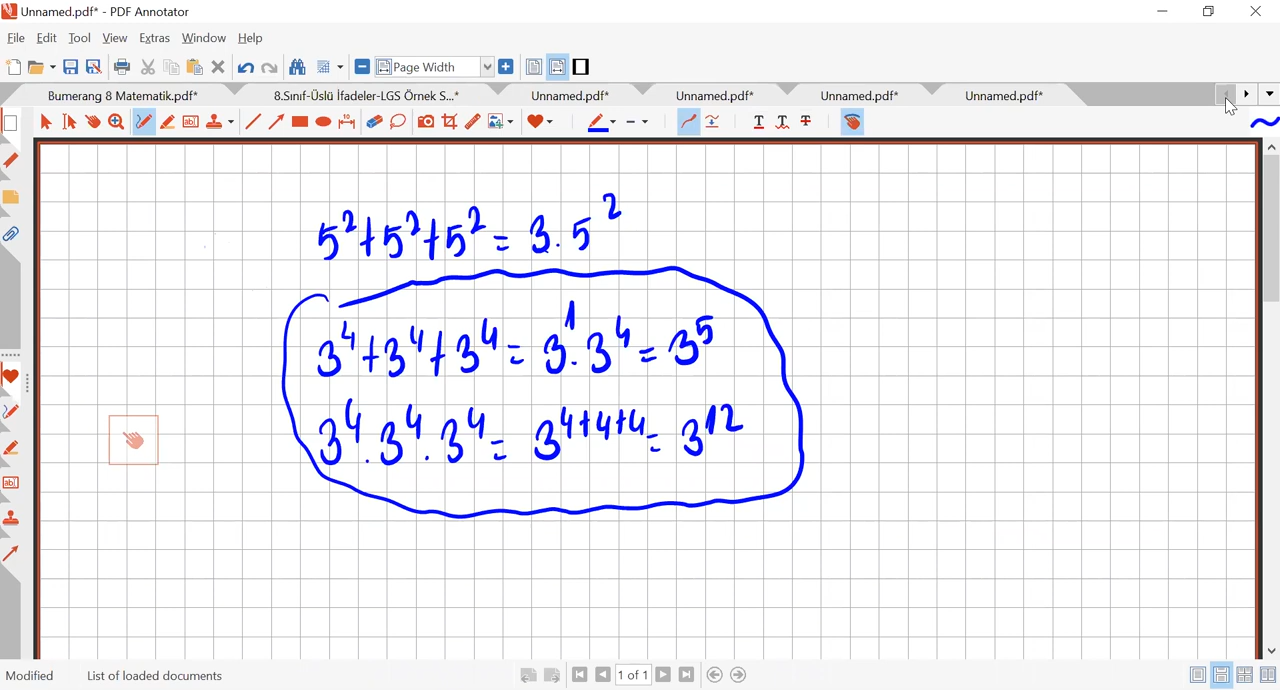 Unnamed.pdf* - PDF Annotator
File Edit Tool View Extras Window Help
Page Width
Bumerang 8 Matematik.pdf* 8.Sınıf-Üslü İfadeler-LGS Örnek S...* Unnamed.pdf* Unnamed.pdf* Unnamed.pdf* Unnamed.pdf*
5² + 5² + 5² = 3 . 5²
3⁴ + 3⁴ + 3⁴ = 3¹ . 3⁴ = 3⁵
3⁴ . 3⁴ . 3⁴ = 3⁴⁺⁴⁺⁴ = 3¹²
Modified List of loaded documents 1 of 1